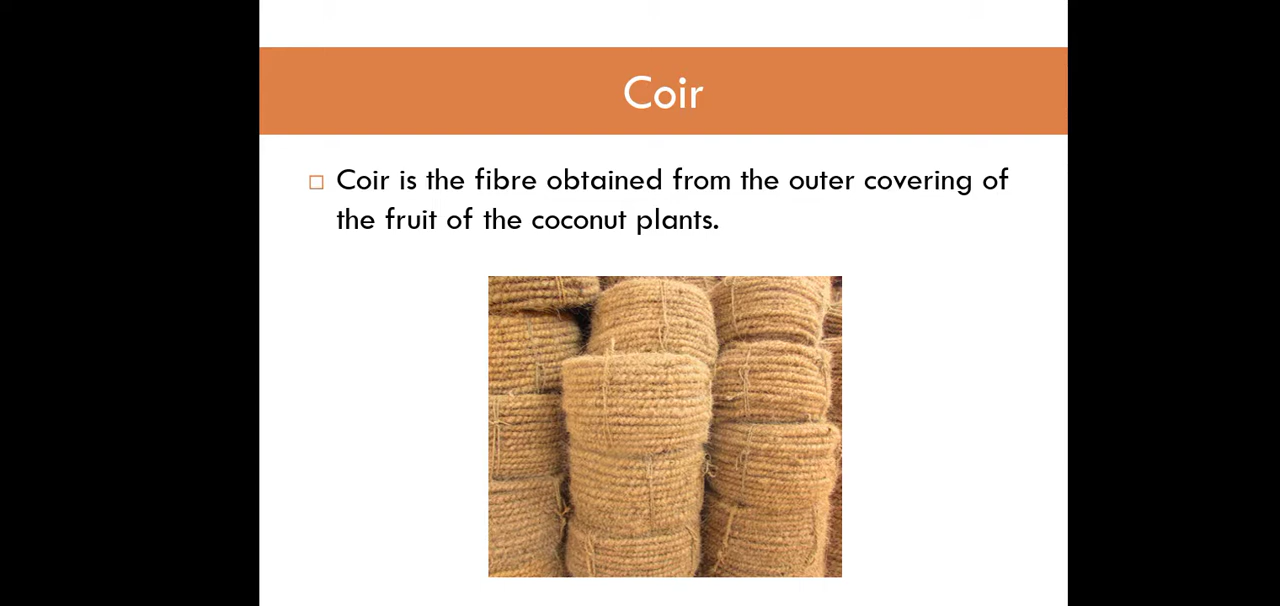 Coir
Coir is the fibre obtained from the outer covering of
the fruit of the coconut plants.